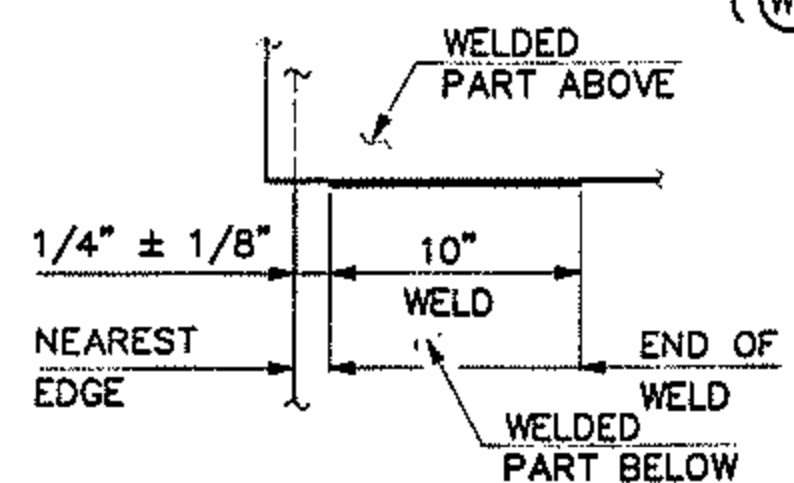 WELDED
PART ABOVE
1/4" ± 1/8"
10"
WELD
NEAREST
EDGE
END OF
WELD
WELDED
PART BELOW